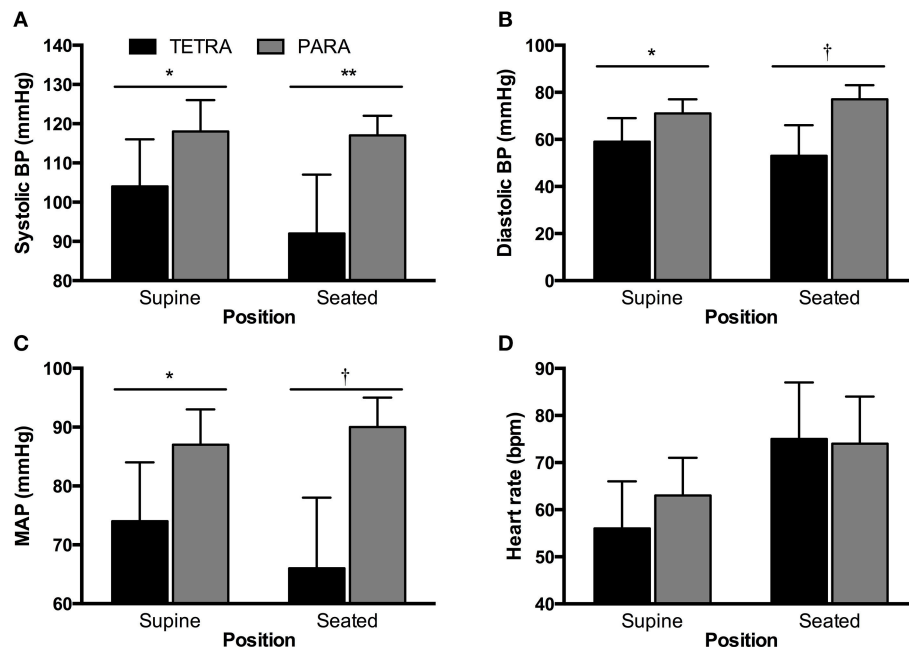 A
TETRA PARA
Systolic BP (mmHg)
140
130
120
110
100
90
80
* **
Supine Seated
Position
B
Diastolic BP (mmHg)
100
80
60
40
20
0
* †
Supine Seated
Position
C
MAP (mmHg)
100
90
80
70
60
* †
Supine Seated
Position
D
Heart rate (bpm)
90
80
70
60
50
40
Supine Seated
Position